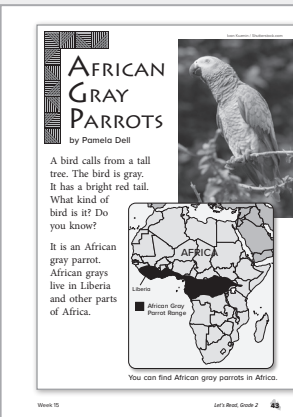 Joan Kueren / Shutterstock.com
AFRICAN
GRAY
PARROTS
by Pamela Dell
A bird calls from a tall
tree. The bird is gray.
It has a bright red tail.
What kind of
bird is it? Do
you know?
It is an African
gray parrot.
African grays
live in Liberia
and other parts
of Africa.
AFRICA
Liberia
African Gray
Parrot Range
You can find African gray parrots in Africa.
Week 15
Let's Read, Grade 2
43